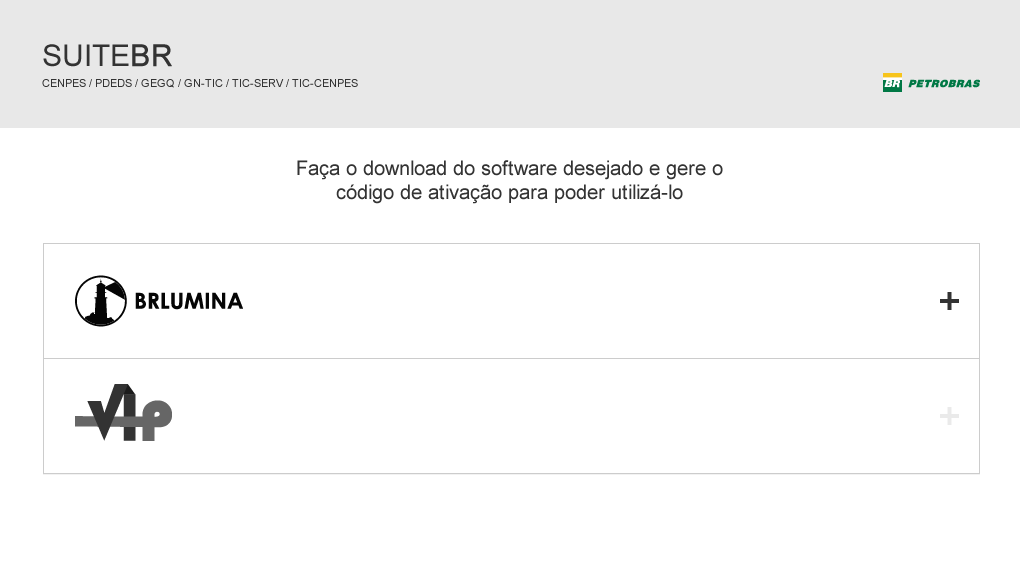 SUITEBR
CENPES / PDEDS / GEGQ / GN-TIC / TIC-SERV / TIC-CENPES
BR PETROBRAS
Faça o download do software desejado e gere o
código de ativação para poder utilizá-lo
BRLUMINA
VIP